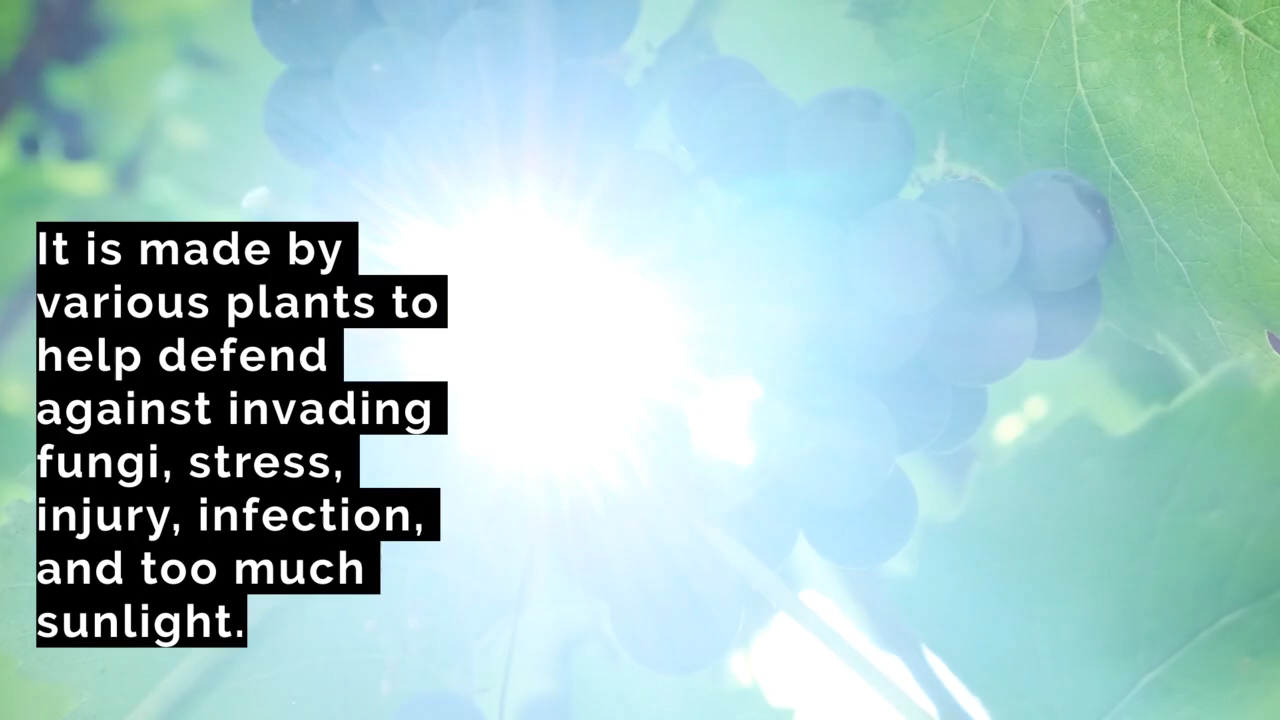 It is made by
various plants to
help defend
against invading
fungi, stress,
injury, infection,
and too much
sunlight.